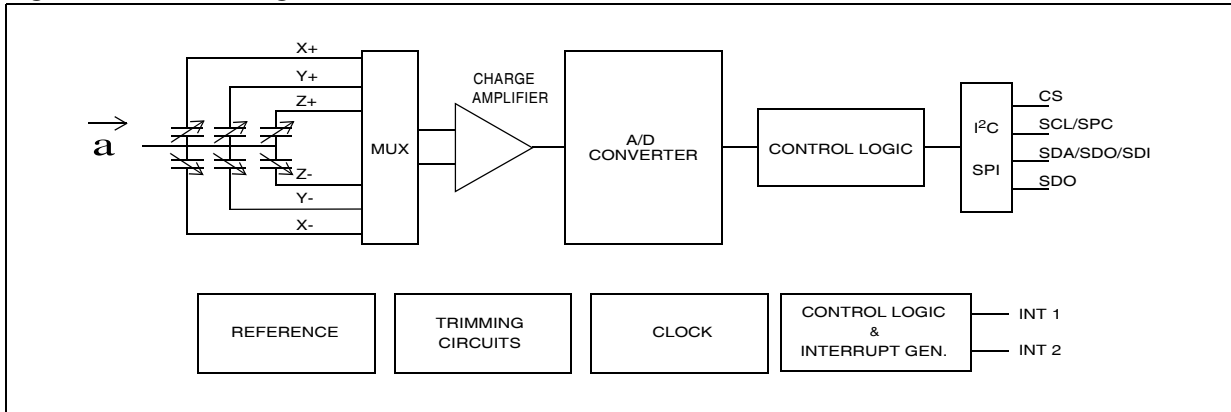 X+
Y+
Z+
a
Z-
Y-
X-
MUX
CHARGE
AMPLIFIER
A/D
CONVERTER
CONTROL LOGIC
I²C
SPI
CS
SCL/SPC
SDA/SDO/SDI
SDO
REFERENCE
TRIMMING
CIRCUITS
CLOCK
CONTROL LOGIC
&
INTERRUPT GEN.
INT 1
INT 2